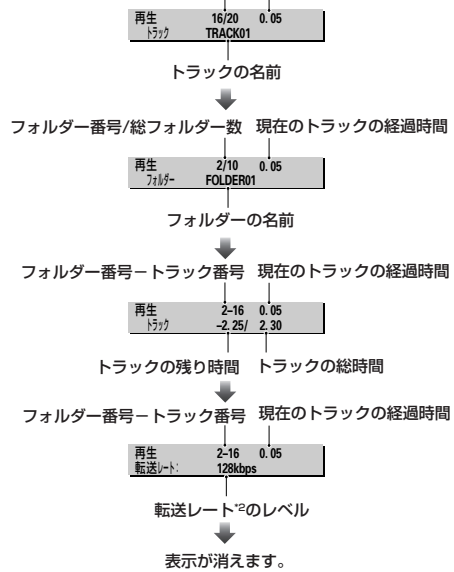 再生 16/20 0. 05
トラック TRACK01
トラックの名前
フォルダー番号/総フォルダー数 現在のトラックの経過時間
再生 2/10 0. 05
フォルダー FOLDER01
フォルダーの名前
フォルダー番号－トラック番号 現在のトラックの経過時間
再生 2–16 0. 05
トラック –2. 25/ 2. 30
トラックの残り時間 トラックの総時間
フォルダー番号－トラック番号 現在のトラックの経過時間
再生 2–16 0. 05
転送レート: 128kbps
転送レート*2のレベル
表示が消えます。